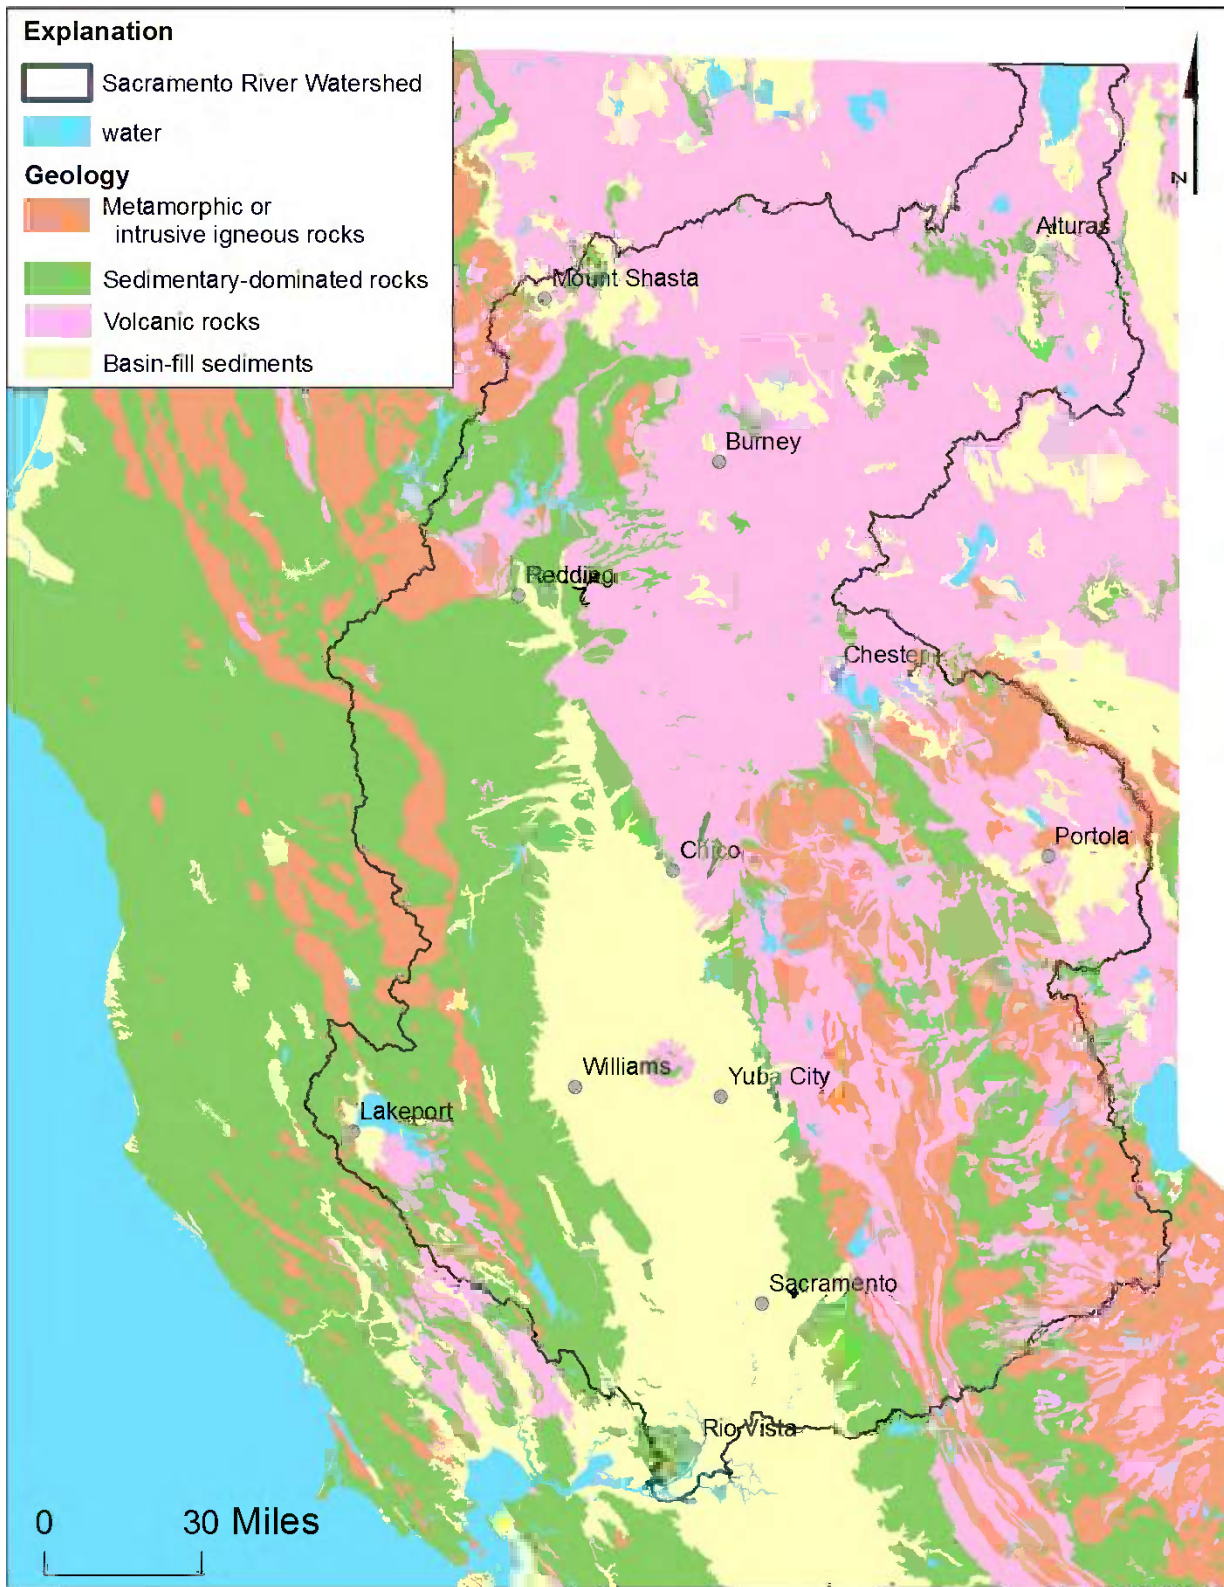 Explanation
Sacramento River Watershed
water
Geology
Metamorphic or
intrusive igneous rocks
Sedimentary-dominated rocks
Volcanic rocks
Basin-fill sediments
N
Alturas
Mount Shasta
Burney
Redding
Chester
Portola
Chico
Williams
Yuba City
Lakeport
Sacramento
Rio Vista
0 30 Miles